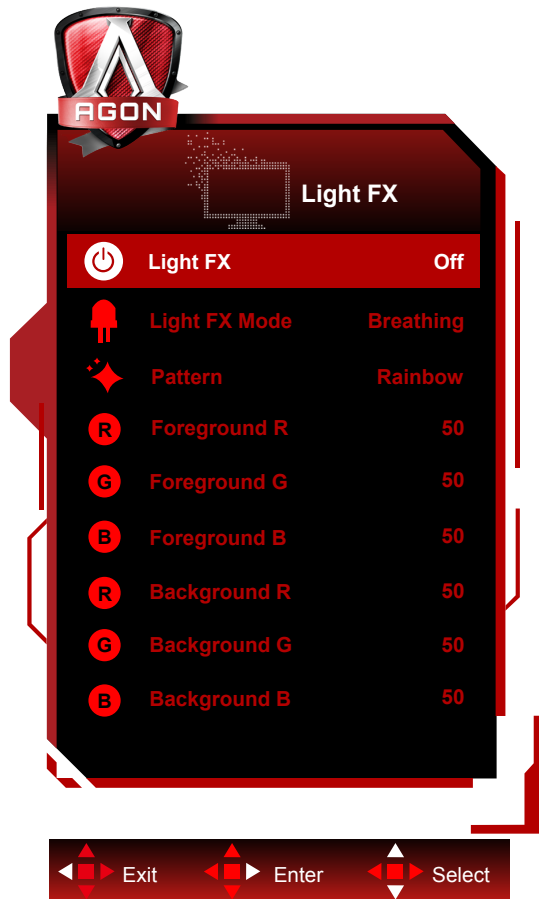 AGON
Light FX
Light FX Off
Light FX Mode Breathing
Pattern Rainbow
R Foreground R 50
G Foreground G 50
B Foreground B 50
R Background R 50
G Background G 50
B Background B 50
Exit Enter Select